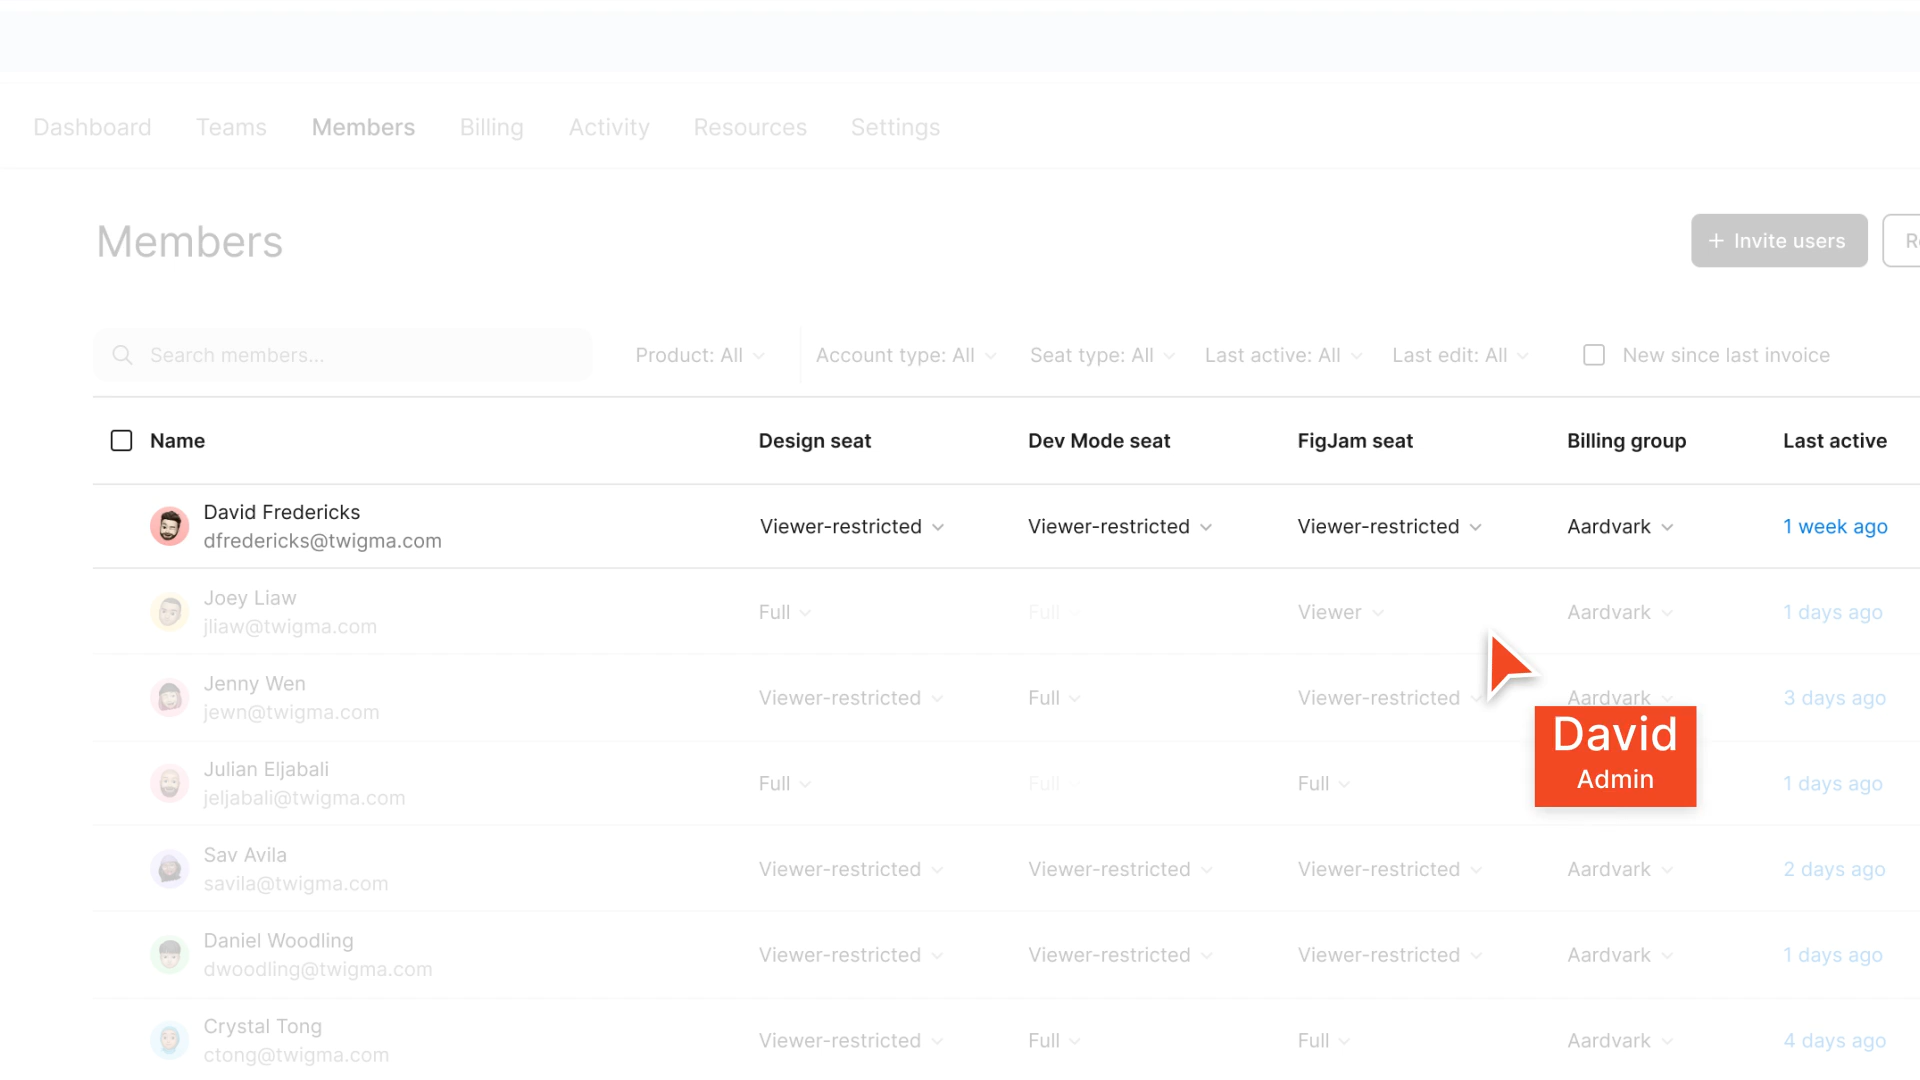 Dashboard Teams Members Billing Activity Resources Settings
Members
+ Invite users
Search members... Product: All Account type: All Seat type: All Last active: All Last edit: All New since last invoice
Name Design seat Dev Mode seat FigJam seat Billing group Last active
David Fredericks
dfredericks@twigma.com
Viewer-restricted Viewer-restricted Viewer-restricted Aardvark 1 week ago
Joey Liaw
jliaw@twigma.com
Full Full Viewer Aardvark 1 days ago
Jenny Wen
jewn@twigma.com
Viewer-restricted Full Viewer-restricted Aardvark 3 days ago
David
Admin
Julian Eljabali
jeljabali@twigma.com
Full Full Full 1 days ago
Sav Avila
savila@twigma.com
Viewer-restricted Viewer-restricted Viewer-restricted Aardvark 2 days ago
Daniel Woodling
dwoodling@twigma.com
Viewer-restricted Viewer-restricted Viewer-restricted Aardvark 1 days ago
Crystal Tong
ctong@twigma.com
Viewer-restricted Full Full Aardvark 4 days ago